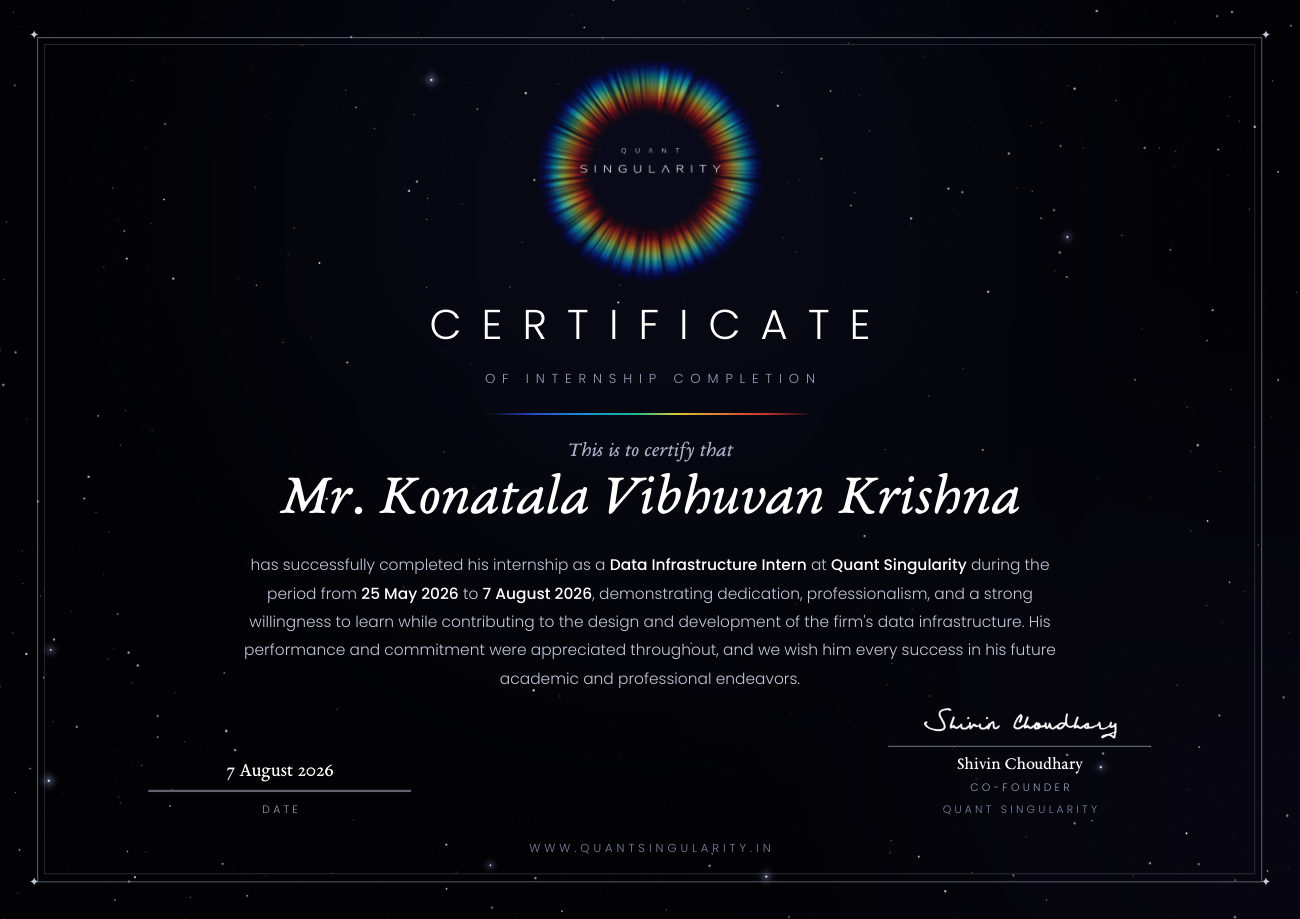 QUANT
SINGULARITY
CERTIFICATE
OF INTERNSHIP COMPLETION
This is to certify that
Mr. Konatala Vibhuvan Krishna
has successfully completed his internship as a Data Infrastructure Intern at Quant Singularity during the
period from 25 May 2026 to 7 August 2026, demonstrating dedication, professionalism, and a strong
willingness to learn while contributing to the design and development of the firm's data infrastructure. His
performance and commitment were appreciated throughout, and we wish him every success in his future
academic and professional endeavors.
Shivin Choudhary
7 August 2026
DATE
Shivin Choudhary
CO-FOUNDER
QUANT SINGULARITY
WWW.QUANTSINGULARITY.IN